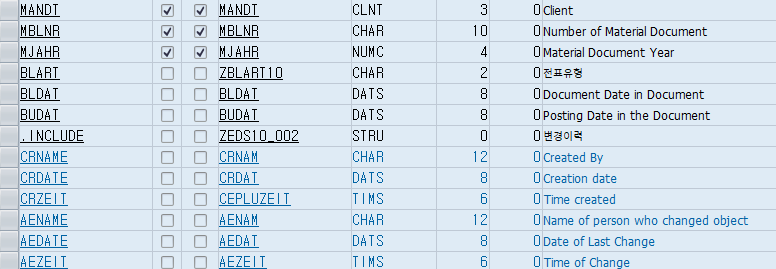 MANDT MANDT CLNT 3 0 Client
MBLNR MBLNR CHAR 10 0 Number of Material Document
MJAHR MJAHR NUMC 4 0 Material Document Year
BLART ZBLART10 CHAR 2 0 전표유형
BLDAT BLDAT DATS 8 0 Document Date in Document
BUDAT BUDAT DATS 8 0 Posting Date in the Document
.INCLUDE ZEDS10_002 STRU 0 0 변경이력
CRNAME CRNAM CHAR 12 0 Created By
CRDATE CRDAT DATS 8 0 Creation date
CRZEIT CEPLUZEIT TIMS 6 0 Time created
AENAME AENAM CHAR 12 0 Name of person who changed object
AEDATE AEDAT DATS 8 0 Date of Last Change
AEZEIT AEZEIT TIMS 6 0 Time of Change